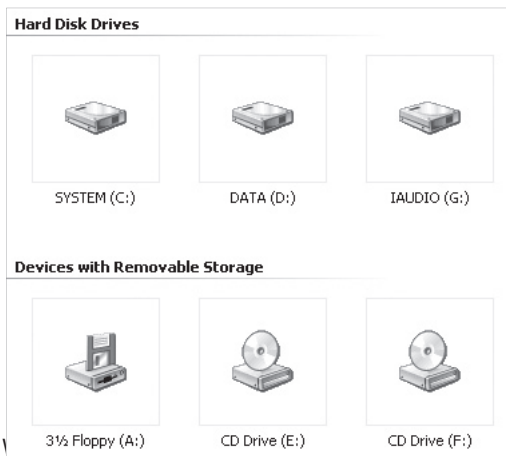 Hard Disk Drives
SYSTEM (C:)
DATA (D:)
IAUDIO (G:)
Devices with Removable Storage
3½ Floppy (A:)
CD Drive (E:)
CD Drive (F:)